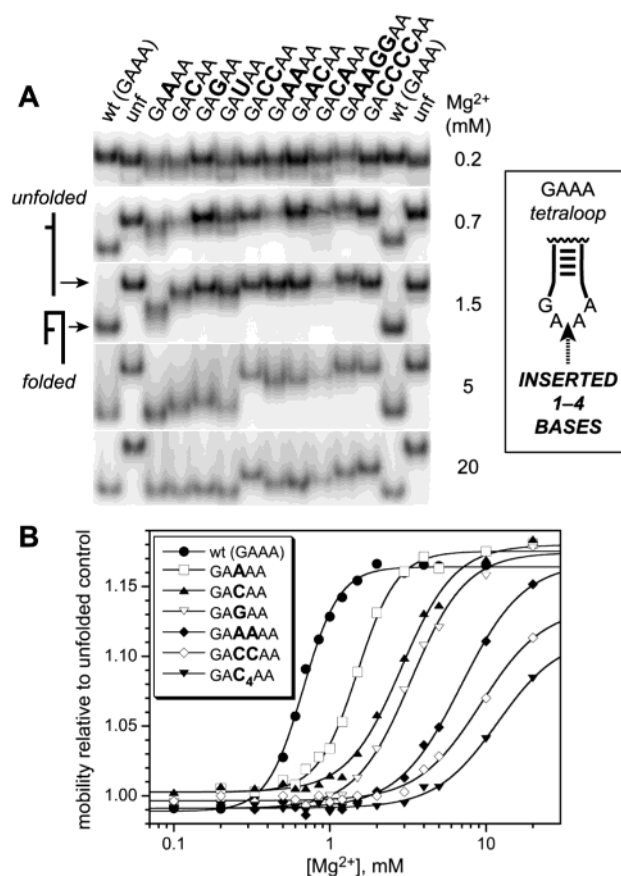 A
wt (GAAA)
unf
GAAAA
GACAA
GAGAA
GAUAA
GACCAA
GAAAAA
GAACAA
GACAAA
GAAAGGAA
GACCCCAA
wt (GAAA)
unf
Mg2+
(mM)
0.2
unfolded
0.7
1.5
folded
5
20
GAAA
tetraloop
G A
A A
INSERTED
1–4
BASES
B
mobility relative to unfolded control
1.15
1.10
1.05
1.00
wt (GAAA)
GAAAA
GACAA
GAGAA
GAAAAA
GACCAA
GAC4AA
0.1 1 10
[Mg2+], mM